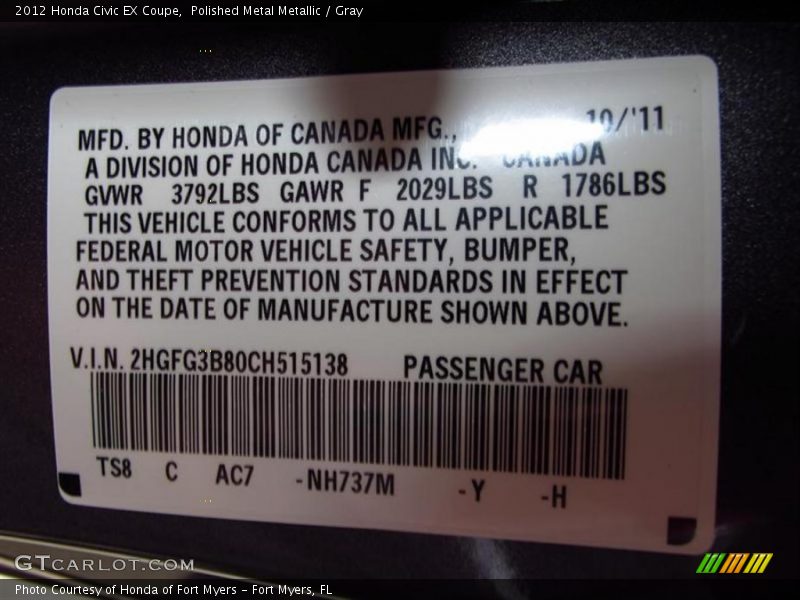 2012 Honda Civic EX Coupe,  Polished Metal Metallic / Gray
MFD. BY HONDA OF CANADA MFG., 10/'11
A DIVISION OF HONDA CANADA INC. CANADA
GVWR 3792LBS GAWR F 2029LBS R 1786LBS
THIS VEHICLE CONFORMS TO ALL APPLICABLE
FEDERAL MOTOR VEHICLE SAFETY, BUMPER,
AND THEFT PREVENTION STANDARDS IN EFFECT
ON THE DATE OF MANUFACTURE SHOWN ABOVE.
V.I.N. 2HGFG3B80CH515138 PASSENGER CAR
TS8 C AC7 -NH737M -Y -H
GTCARLOT.COM
Photo Courtesy of Honda of Fort Myers - Fort Myers, FL